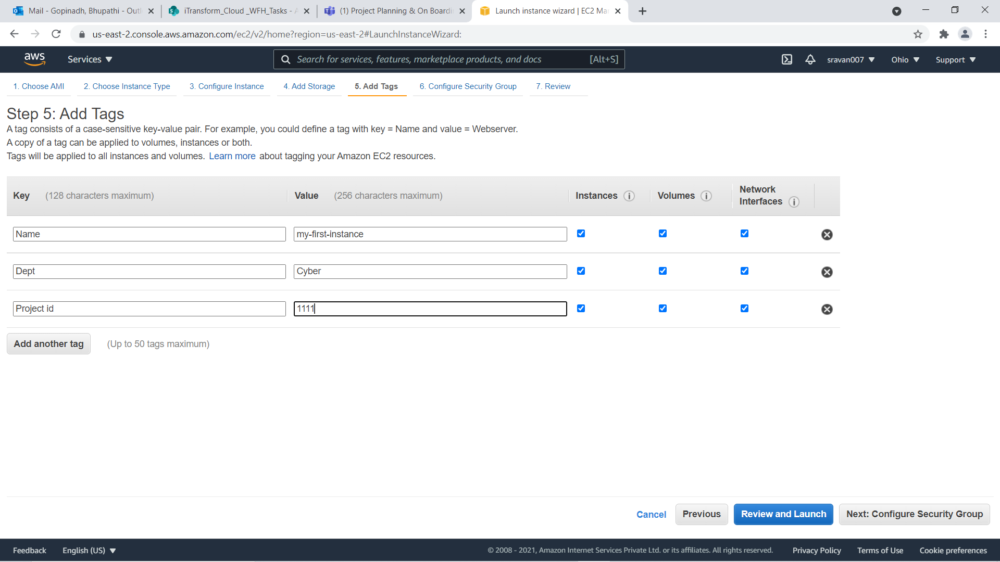 Mail - Gopinadh, Bhupathi - Outl
iTransform_Cloud _WFH_Tasks - A
(1) Project Planning & On Boardi
Launch instance wizard | EC2 Ma
us-east-2.console.aws.amazon.com/ec2/v2/home?region=us-east-2#LaunchInstanceWizard:
aws
Services
Search for services, features, marketplace products, and docs
[Alt+S]
sravan007
Ohio
Support
1. Choose AMI
2. Choose Instance Type
3. Configure Instance
4. Add Storage
5. Add Tags
6. Configure Security Group
7. Review
Step 5: Add Tags
A tag consists of a case-sensitive key-value pair. For example, you could define a tag with key = Name and value = Webserver.
A copy of a tag can be applied to volumes, instances or both.
Tags will be applied to all instances and volumes. Learn more about tagging your Amazon EC2 resources.
Key (128 characters maximum)
Value (256 characters maximum)
Instances
Volumes
Network
Interfaces
Name
my-first-instance
Dept
Cyber
Project id
1111
Add another tag
(Up to 50 tags maximum)
Cancel
Previous
Review and Launch
Next: Configure Security Group
Feedback
English (US)
© 2008 - 2021, Amazon Internet Services Private Ltd. or its affiliates. All rights reserved.
Privacy Policy
Terms of Use
Cookie preferences